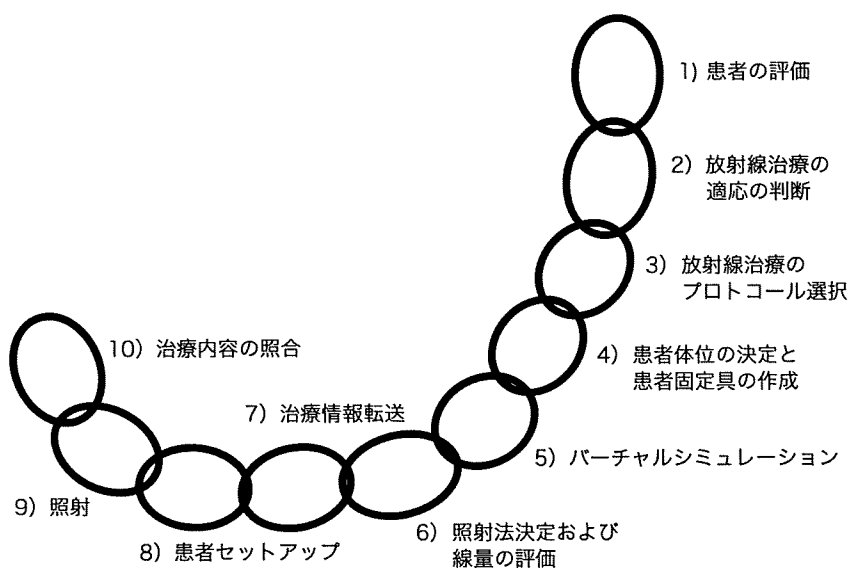 1) 患者の評価
2) 放射線治療の
適応の判断
3) 放射線治療の
プロトコール選択
4) 患者体位の決定と
患者固定具の作成
5) バーチャルシミュレーション
6) 照射法決定および
線量の評価
7) 治療情報転送
8) 患者セットアップ
9) 照射
10) 治療内容の照合